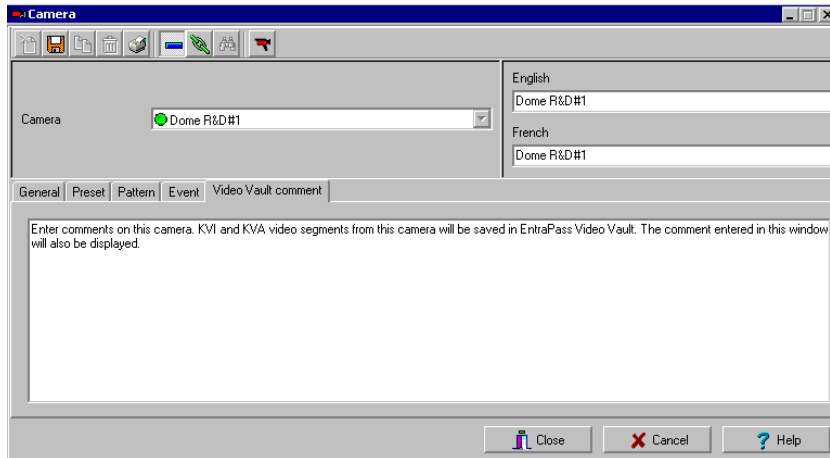 Camera
English
Dome R&D#1
Camera
Dome R&D#1
French
Dome R&D#1
General Preset Pattern Event Video Vault comment
Enter comments on this camera. KVI and KVA video segments from this camera will be saved in EntraPass Video Vault. The comment entered in this window
will also be displayed.
Close Cancel Help